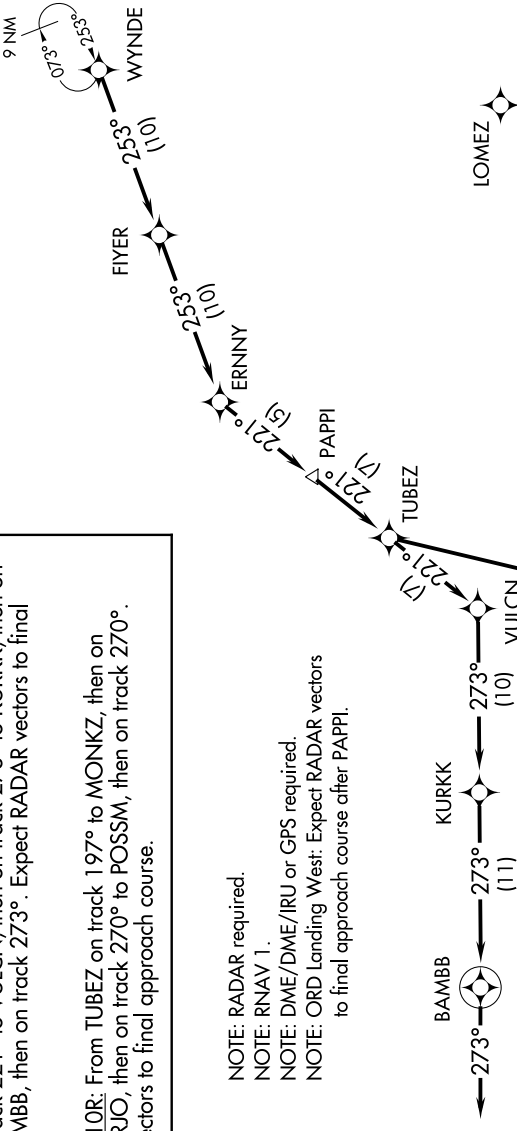 9 NM
253°
073°
WYNDE
253°
(10)
LOMEZ
FIYER
253°
(10)
ERNNY
221°
(5)
PAPPI
221°
(7)
TUBEZ
221°
(7)
VULCN
273°
(10)
KURKK
273°
(11)
BAMBB
273°
MBB, then on track 273°. Expect RADAR vectors to final
10R: From TUBEZ on track 197° to MONKZ, then on
RJO, then on track 270° to POSSM, then on track 270°.
ectors to final approach course.
NOTE: RADAR required.
NOTE: RNAV 1.
NOTE: DME/DME/IRU or GPS required.
NOTE: ORD Landing West: Expect RADAR vectors
to final approach course after PAPPI.